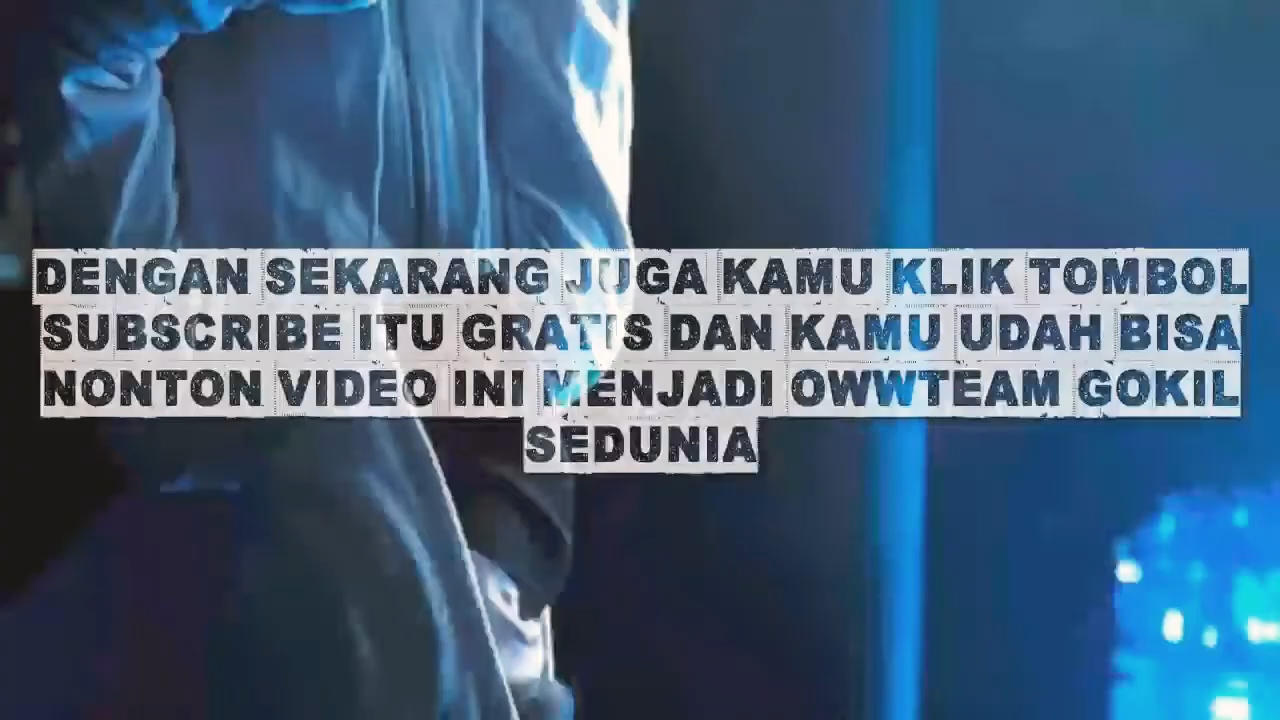 DENGAN SEKARANG JUGA KAMU KLIK TOMBOL
SUBSCRIBE ITU GRATIS DAN KAMU UDAH BISA
NONTON VIDEO INI MENJADI OWWTEAM GOKIL
SEDUNIA